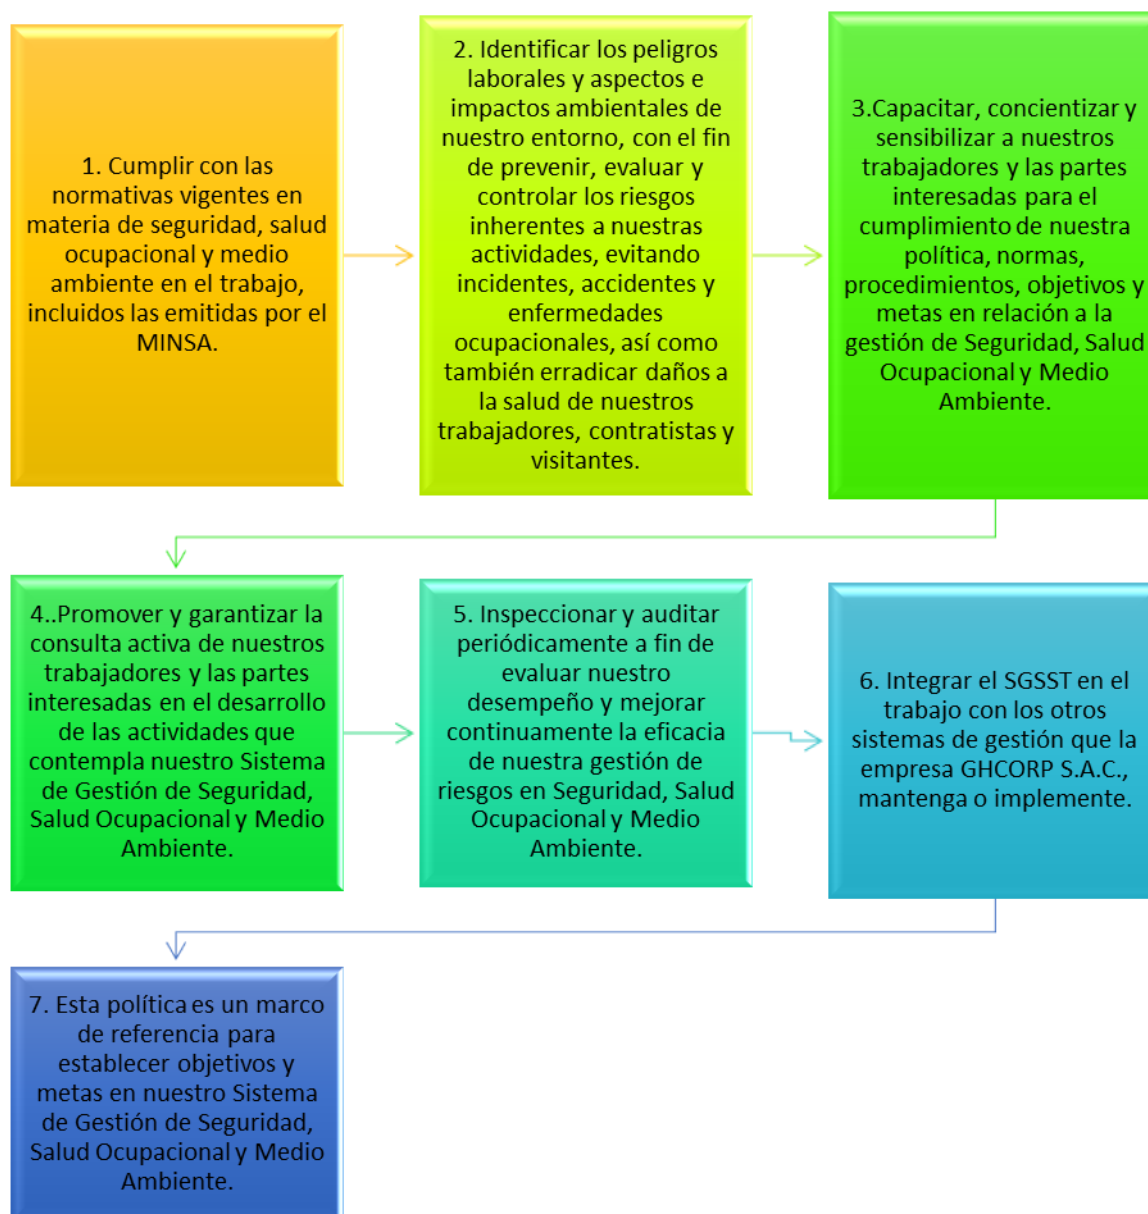 1. Cumplir con las
normativas vigentes en
materia de seguridad, salud
ocupacional y medio
ambiente en el trabajo,
incluidos las emitidas por el
MINSA.
2. Identificar los peligros
laborales y aspectos e
impactos ambientales de
nuestro entorno, con el fin
de prevenir, evaluar y
controlar los riesgos
inherentes a nuestras
actividades, evitando
incidentes, accidentes y
enfermedades
ocupacionales, así como
también erradicar daños a
la salud de nuestros
trabajadores, contratistas y
visitantes.
3.Capacitar, concientizar y
sensibilizar a nuestros
trabajadores y las partes
interesadas para el
cumplimiento de nuestra
política, normas,
procedimientos, objetivos y
metas en relación a la
gestión de Seguridad, Salud
Ocupacional y Medio
Ambiente.
4..Promover y garantizar la
consulta activa de nuestros
trabajadores y las partes
interesadas en el desarrollo
de las actividades que
contempla nuestro Sistema
de Gestión de Seguridad,
Salud Ocupacional y Medio
Ambiente.
5. Inspeccionar y auditar
periódicamente a fin de
evaluar nuestro
desempeño y mejorar
continuamente la eficacia
de nuestra gestión de
riesgos en Seguridad, Salud
Ocupacional y Medio
Ambiente.
6. Integrar el SGSST en el
trabajo con los otros
sistemas de gestión que la
empresa GHCORP S.A.C.,
mantenga o implemente.
7. Esta política es un marco
de referencia para
establecer objetivos y
metas en nuestro Sistema
de Gestión de Seguridad,
Salud Ocupacional y Medio
Ambiente.